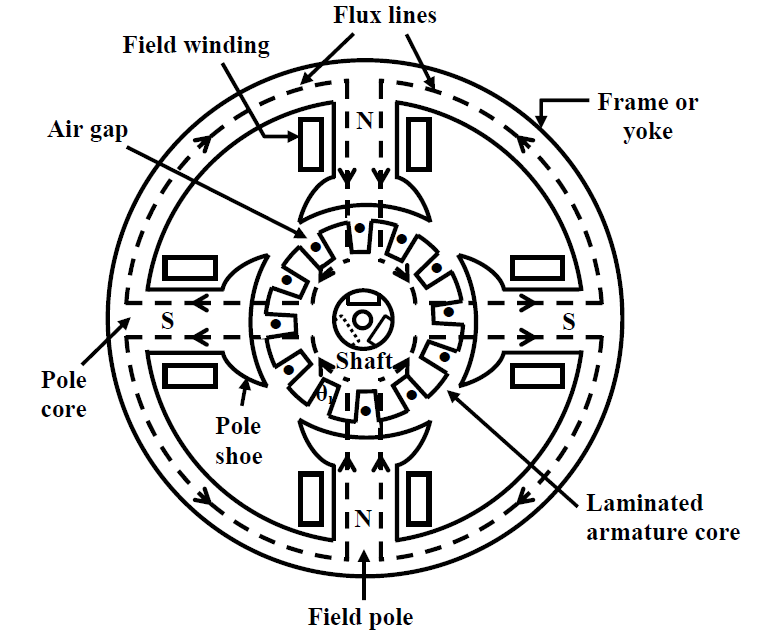 Flux lines
Field winding
Frame or
yoke
Air gap
N
S
S
Shaft
Pole
core
θ
Pole
shoe
Laminated
armature core
N
Field pole